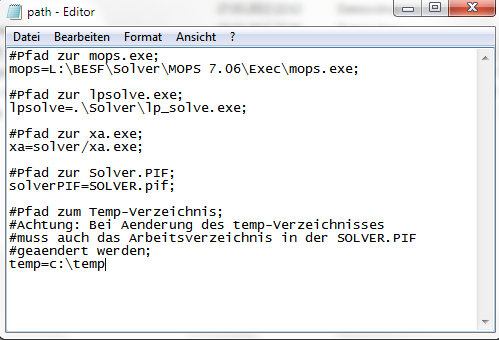 path - Editor
Datei Bearbeiten Format Ansicht ?
#Pfad zur mops.exe;
mops=L:\BESF\Solver\MOPS 7.06\Exec\mops.exe;
#Pfad zur lpsolve.exe;
lpsolve=.\Solver\lp_solve.exe;
#Pfad zur xa.exe;
xa=solver/xa.exe;
#Pfad zur Solver.PIF;
solverPIF=SOLVER.pif;
#Pfad zum Temp-Verzeichnis;
#Achtung: Bei Aenderung des temp-Verzeichnisses
#muss auch das Arbeitsverzeichnis in der SOLVER.PIF
#geaendert werden;
temp=c:\temp